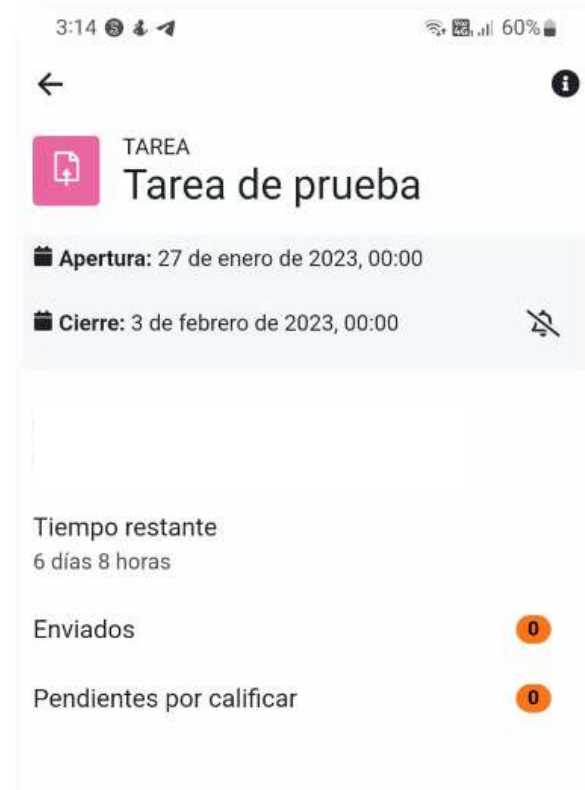 3:14 60%
TAREA
Tarea de prueba
Apertura: 27 de enero de 2023, 00:00
Cierre: 3 de febrero de 2023, 00:00
Tiempo restante
6 días 8 horas
Enviados 0
Pendientes por calificar 0